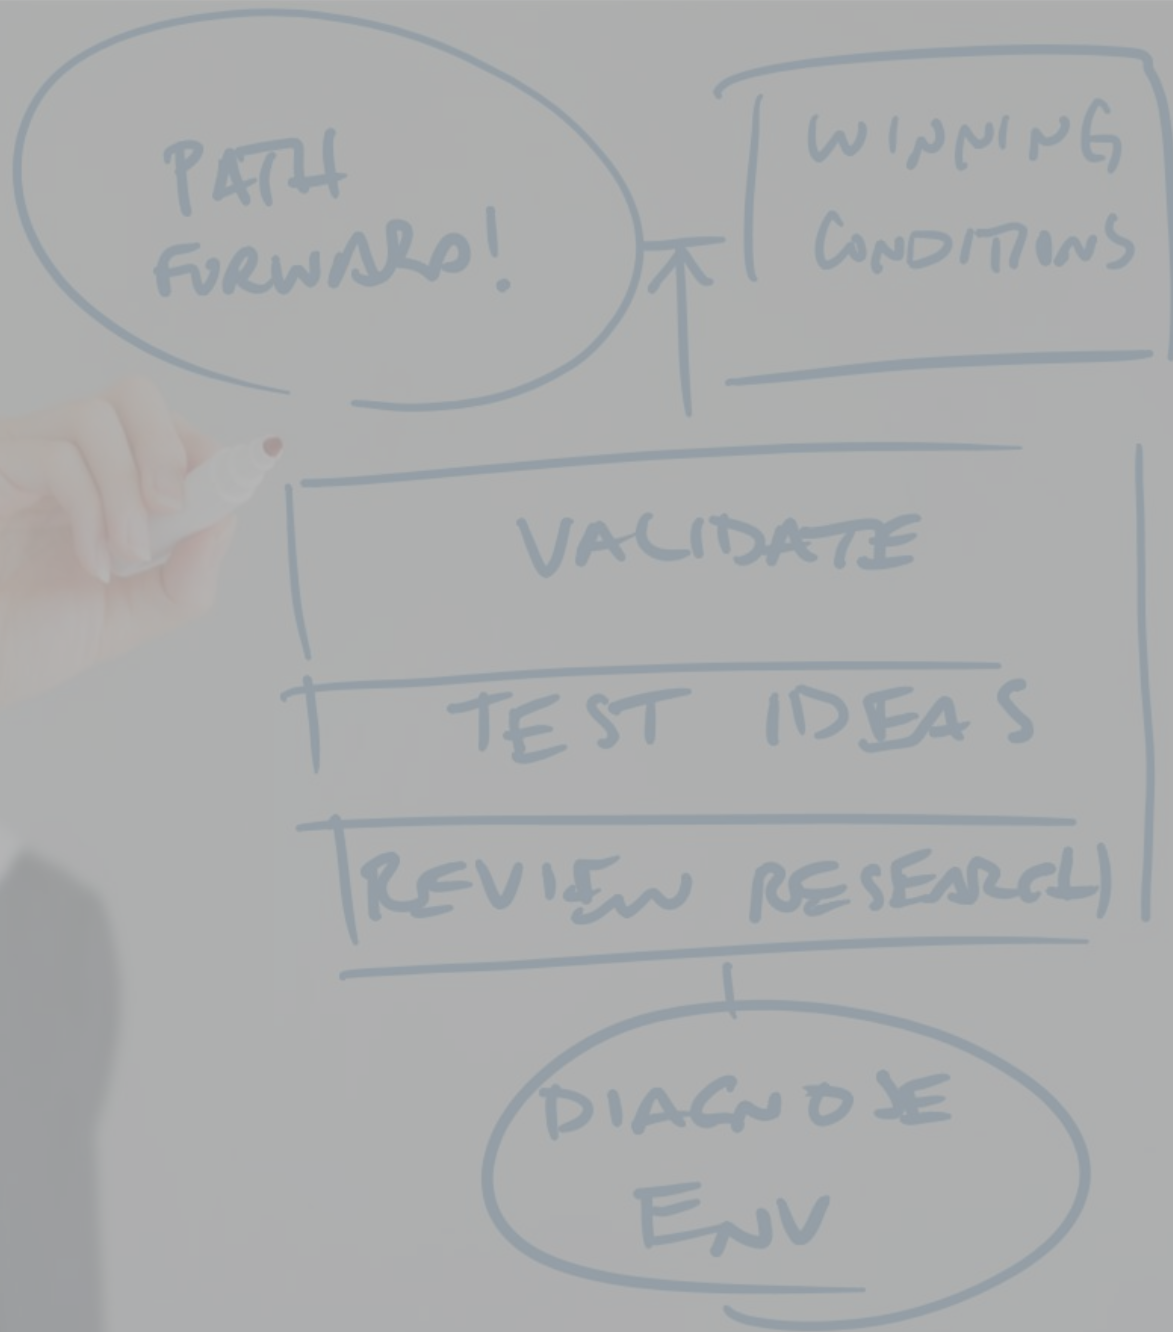 PATH
FORWARD!
WINNING
CONDITIONS
VALIDATE
TEST IDEAS
REVIEW RESEARCH
DIAGNOSE
ENV